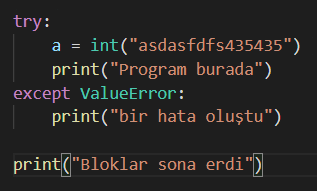 try:
    a = int("asdasfdfs435435")
    print("Program burada")
except ValueError:
    print("bir hata oluştu")
print("Bloklar sona erdi")